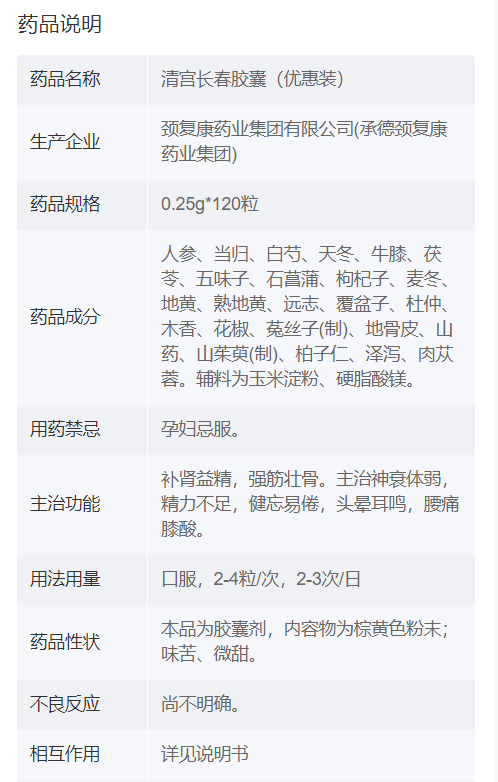 药品说明
药品名称
清宫长春胶囊（优惠装）
生产企业
颈复康药业集团有限公司(承德颈复康
药业集团)
药品规格
0.25g*120粒
药品成分
人参、当归、白芍、天冬、牛膝、茯
苓、五味子、石菖蒲、枸杞子、麦冬、
地黄、熟地黄、远志、覆盆子、杜仲、
木香、花椒、菟丝子(制)、地骨皮、山
药、山茱萸(制)、柏子仁、泽泻、肉苁
蓉。辅料为玉米淀粉、硬脂酸镁。
用药禁忌
孕妇忌服。
主治功能
补肾益精，强筋壮骨。主治神衰体弱，
精力不足，健忘易倦，头晕耳鸣，腰痛
膝酸。
用法用量
口服，2-4粒/次，2-3次/日
药品性状
本品为胶囊剂，内容物为棕黄色粉末；
味苦、微甜。
不良反应
尚不明确。
相互作用
详见说明书